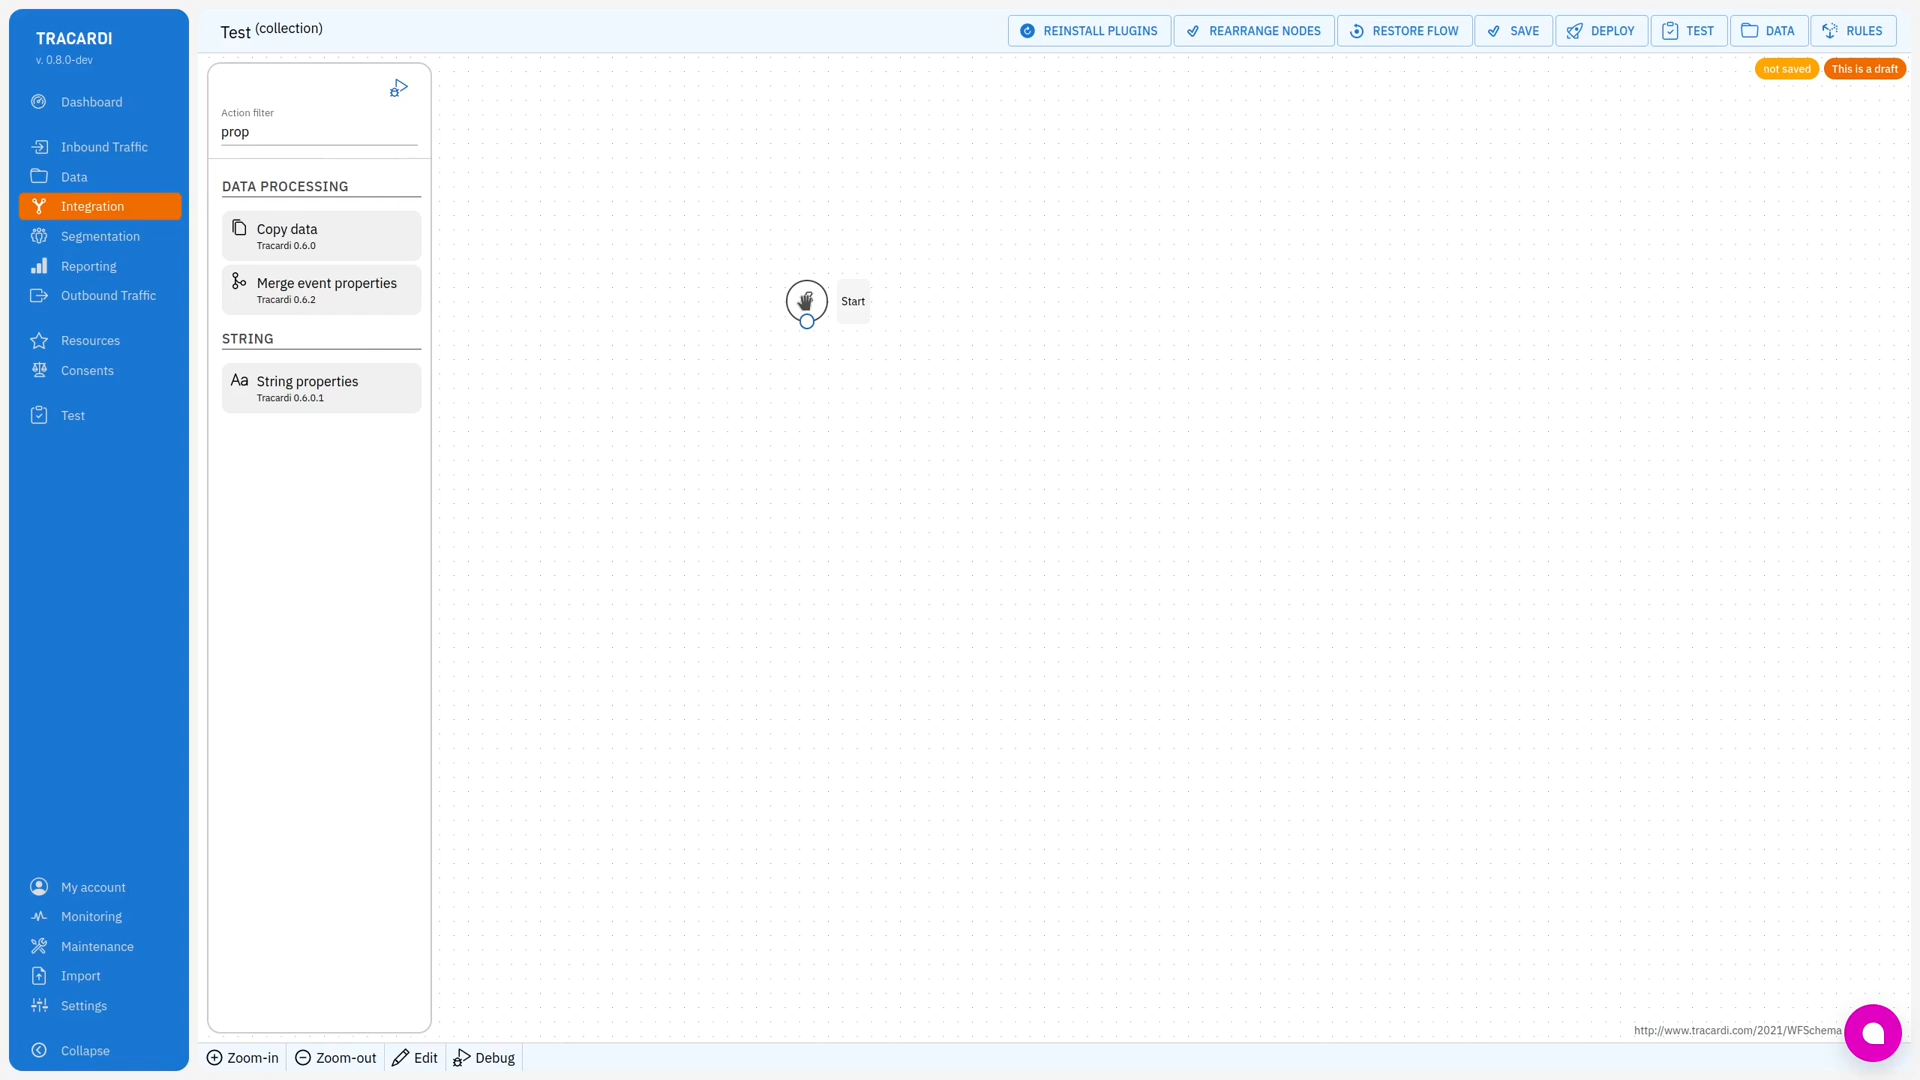 TRACARDI
v. 0.8.0-dev
Dashboard
Inbound Traffic
Data
Integration
Segmentation
Reporting
Outbound Traffic
Resources
Consents
Test
My account
Monitoring
Maintenance
Import
Settings
Collapse
Test (collection)
REINSTALL PLUGINS
REARRANGE NODES
RESTORE FLOW
SAVE
DEPLOY
TEST
DATA
RULES
not saved
This is a draft
Action filter
prop
DATA PROCESSING
Copy data
Tracardi 0.6.0
Merge event properties
Tracardi 0.6.2
STRING
Aa String properties
Tracardi 0.6.0.1
Start
http://www.tracardi.com/2021/WFSchema
Zoom-in
Zoom-out
Edit
Debug